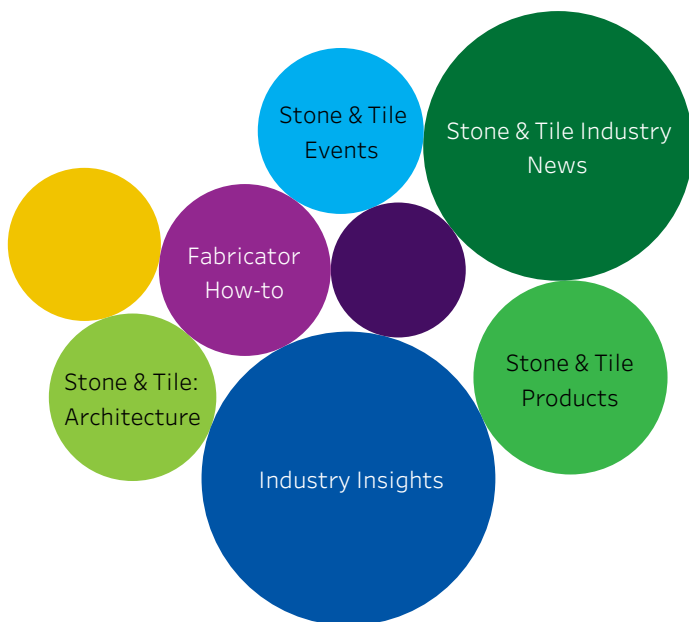 Stone & Tile
Events
Stone & Tile Industry
News
Fabricator
How-to
Stone & Tile
Products
Stone & Tile:
Architecture
Industry Insights